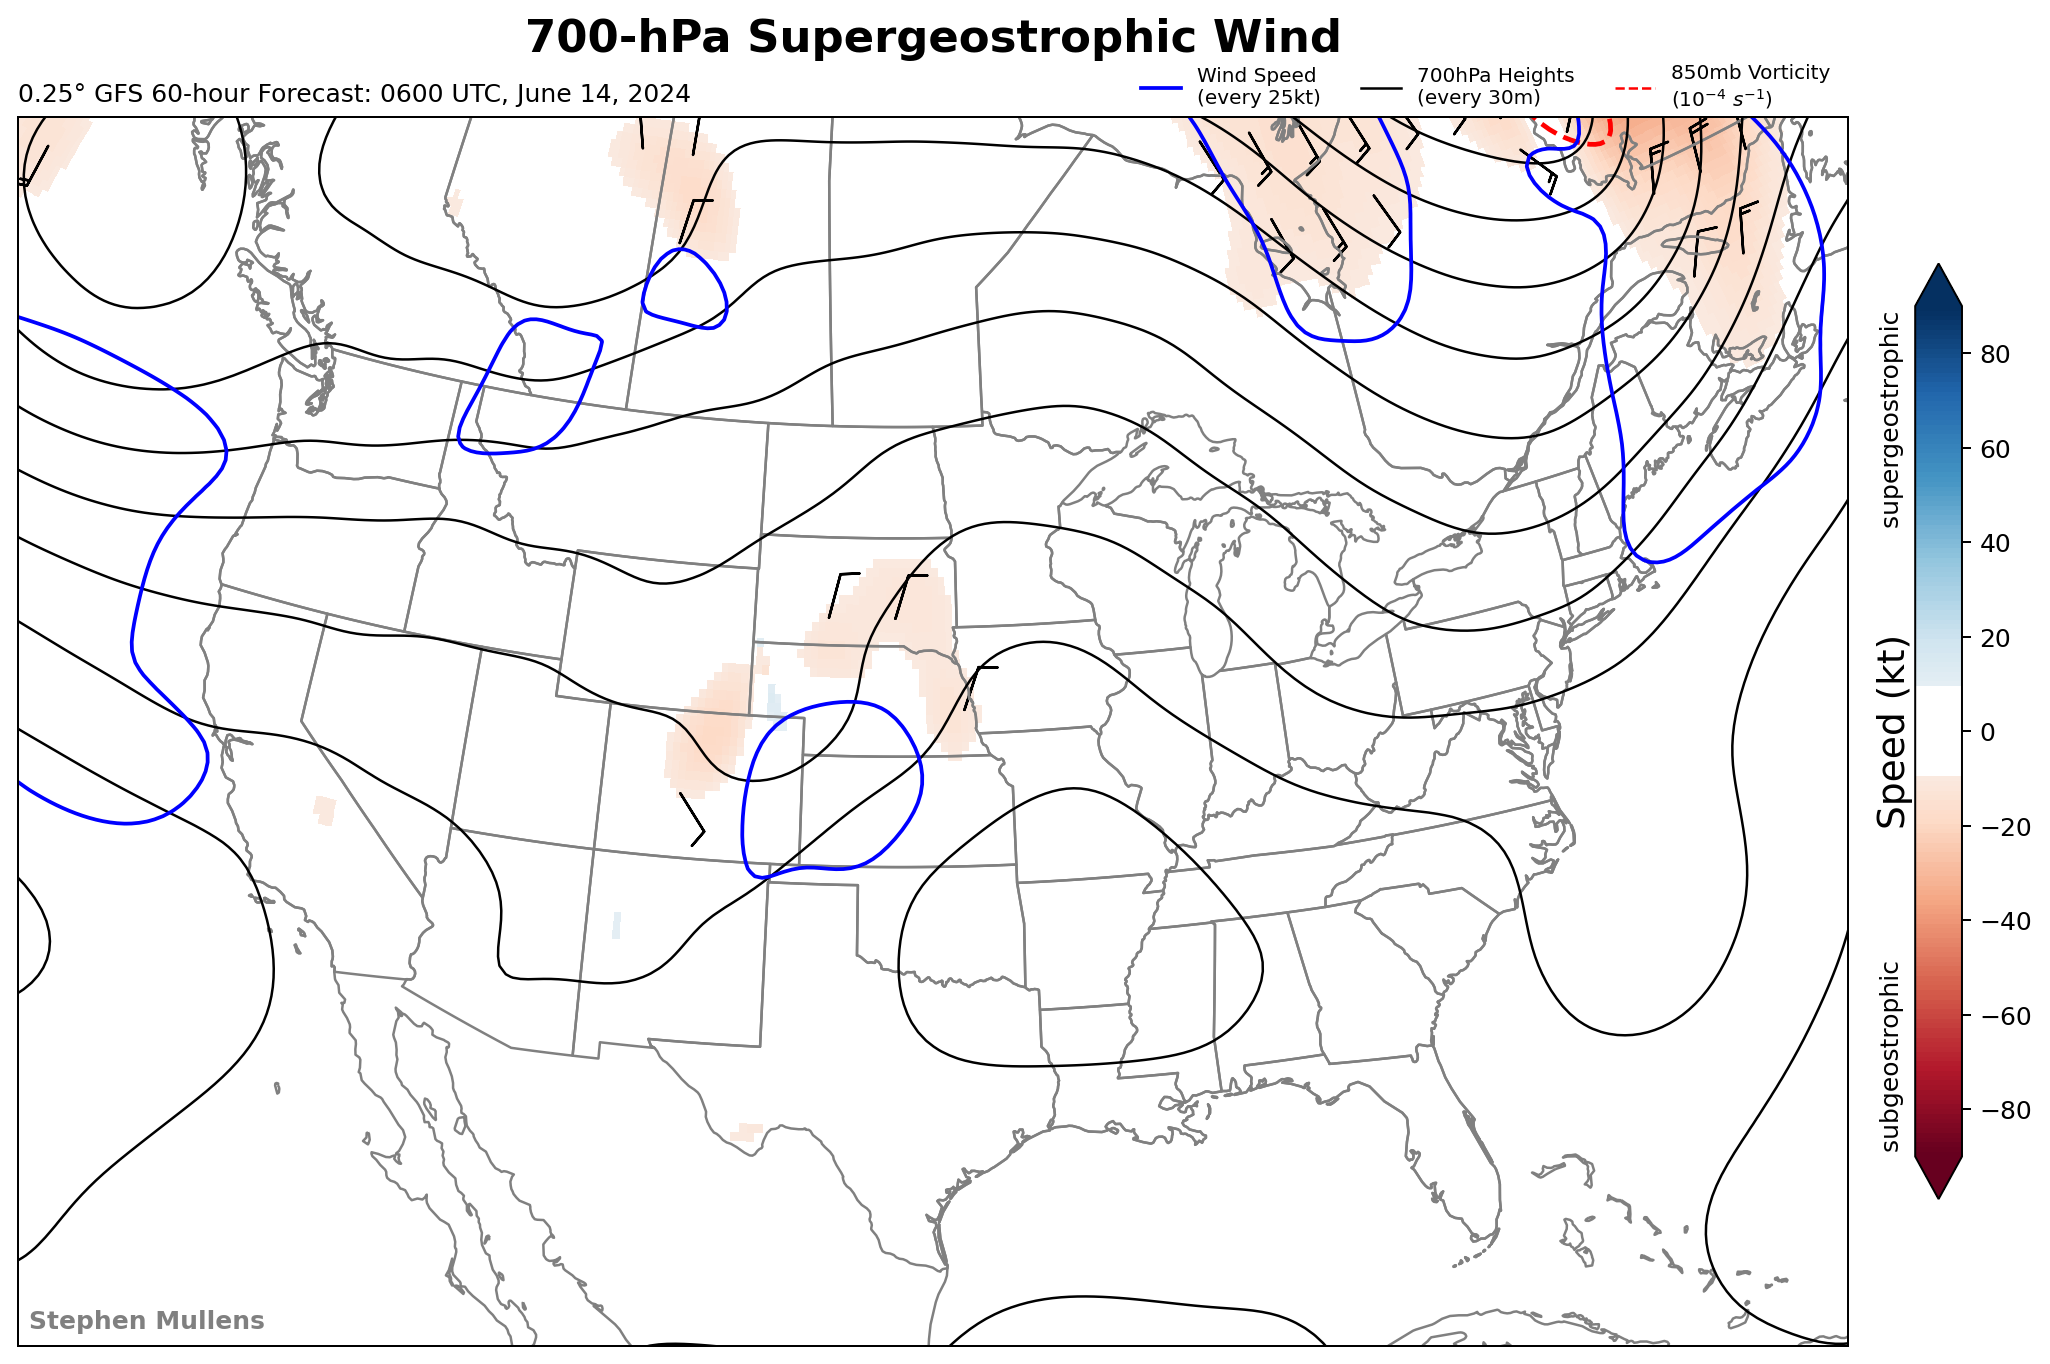 700-hPa Supergeostrophic Wind
0.25° GFS 60-hour Forecast: 0600 UTC, June 14, 2024
Wind Speed
(every 25kt)
700hPa Heights
(every 30m)
850mb Vorticity
(10⁻⁴ s⁻¹)
supergeostrophic
Speed (kt)
subgeostrophic
80
60
40
20
0
−20
−40
−60
−80
Stephen Mullens